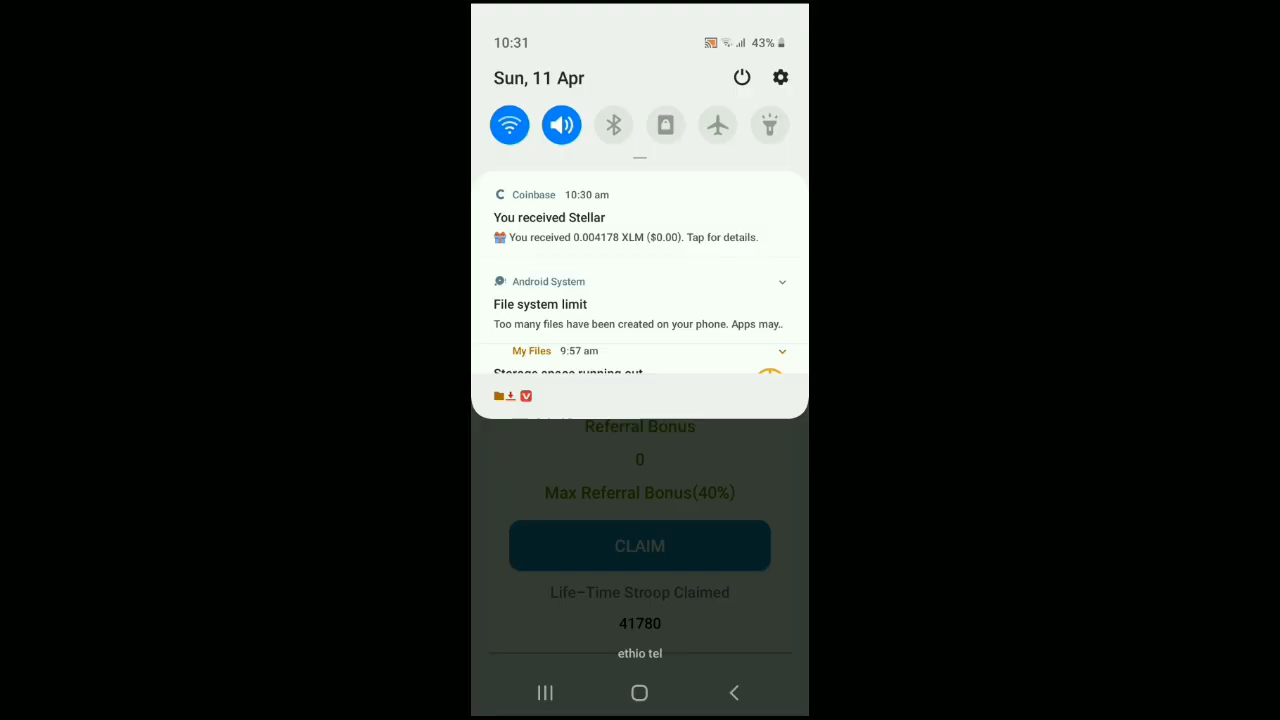 10:31
43%
Sun, 11 Apr
Coinbase 10:30 am
You received Stellar
You received 0.004178 XLM ($0.00). Tap for details.
Android System
File system limit
Too many files have been created on your phone. Apps may..
My Files 9:57 am
Storage space running out
Referral Bonus
0
Max Referral Bonus(40%)
CLAIM
Life-Time Stroop Claimed
41780
ethio tel